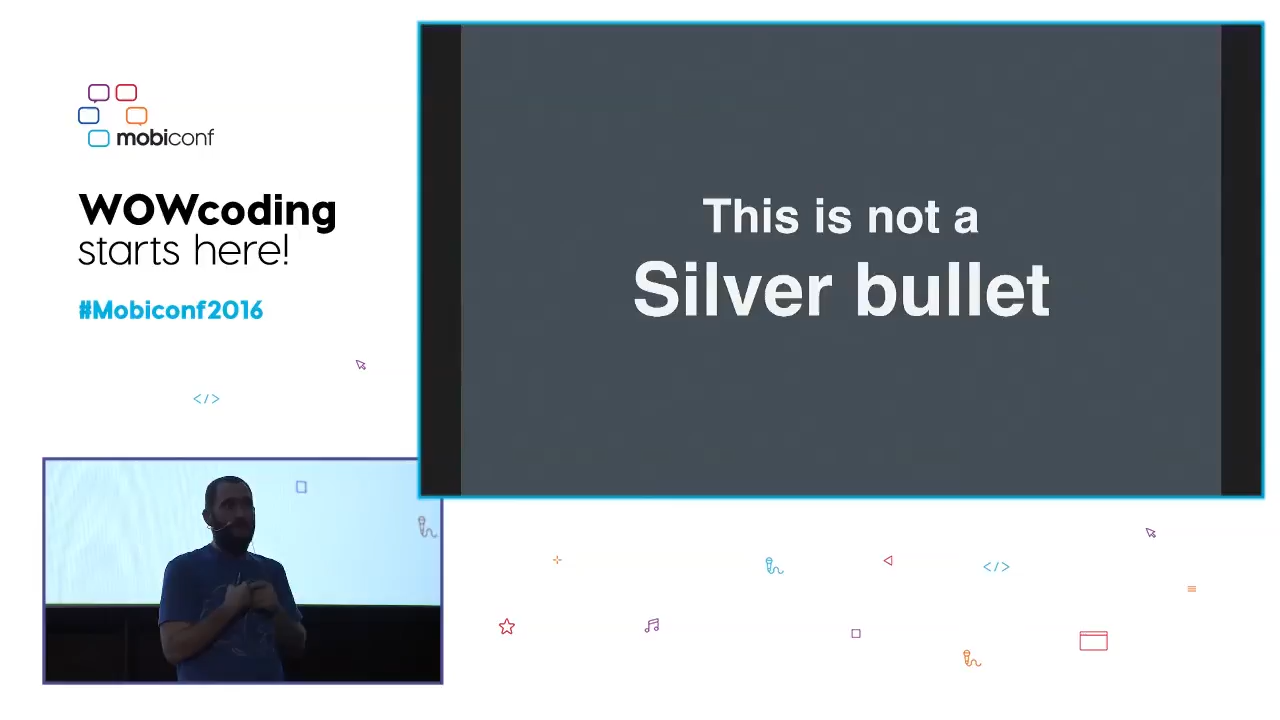 mobiconf
WOWcoding
starts here!
#Mobiconf2016
</>
This is not a
Silver bullet
</>